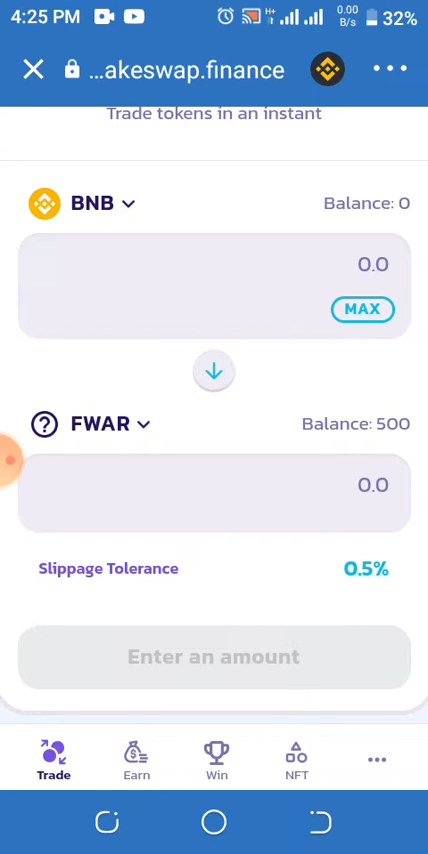 4:25 PM
H+
0.00
B/s
32%
...akeswap.finance
Trade tokens in an instant
BNB
Balance: 0
0.0
MAX
FWAR
Balance: 500
0.0
Slippage Tolerance
0.5%
Enter an amount
Trade
Earn
Win
NFT